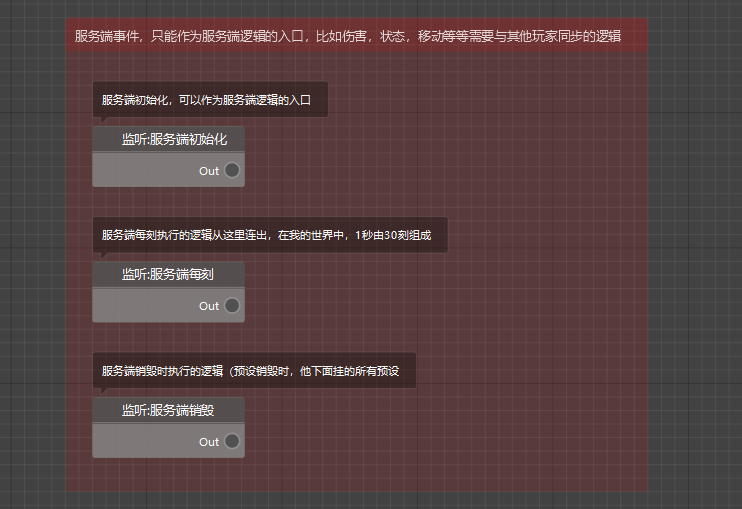 服务端事件，只能作为服务端逻辑的入口，比如伤害，状态，移动等等需要与其他玩家同步的逻辑
服务端初始化，可以作为服务端逻辑的入口
监听:服务端初始化
Out
服务端每刻执行的逻辑从这里连出，在我的世界中，1秒由30刻组成
监听:服务端每刻
Out
服务端销毁时执行的逻辑（预设销毁时，他下面挂的所有预设
监听:服务端销毁
Out